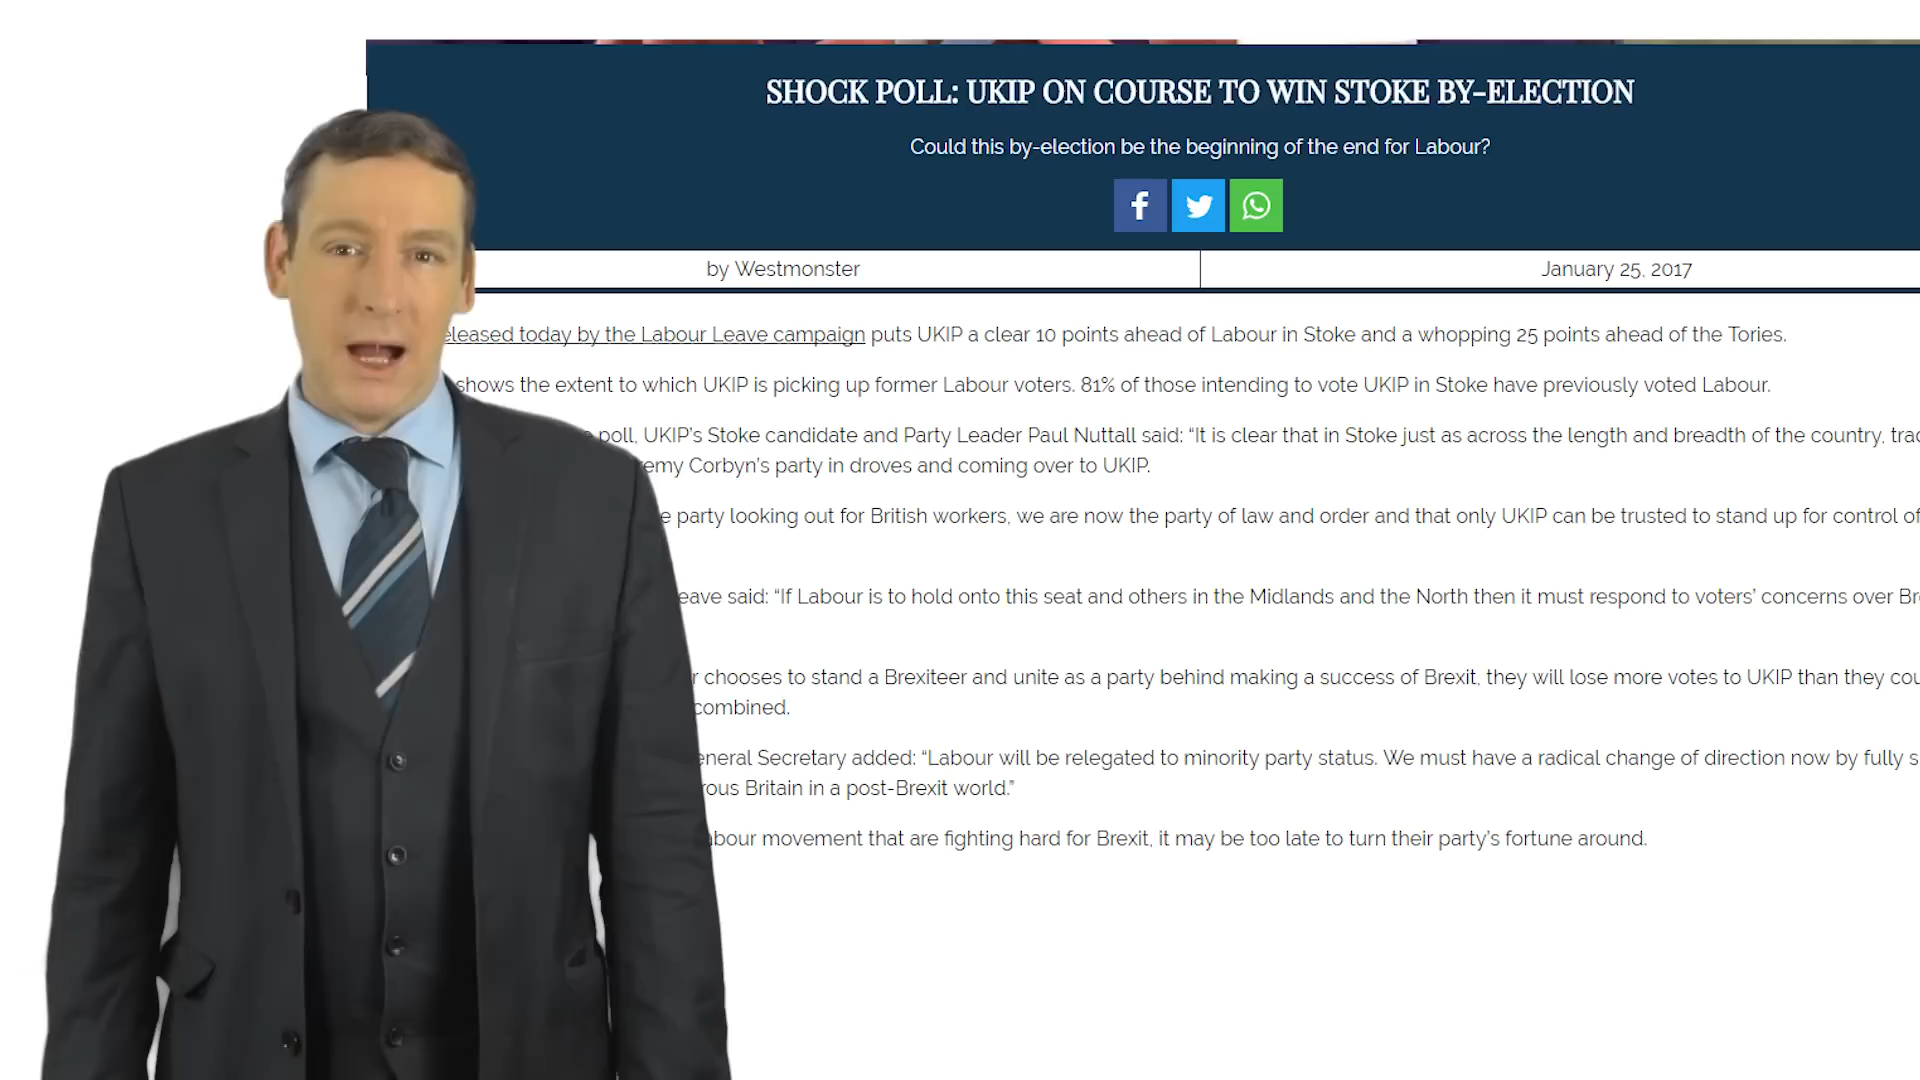 SHOCK POLL: UKIP ON COURSE TO WIN STOKE BY-ELECTION
Could this by-election be the beginning of the end for Labour?
by Westmonster
January 25, 2017
today by the Labour Leave campaign puts UKIP a clear 10 points ahead of Labour in Stoke and a whopping 25 points ahead of the Tories.
shows the extent to which UKIP is picking up former Labour voters. 81% of those intending to vote UKIP in Stoke have previously voted Labour.
poll, UKIP's Stoke candidate and Party Leader Paul Nuttall said: “It is clear that in Stoke just as across the length and breadth of the country,
Corbyn's party in droves and coming over to UKIP.
party looking out for British workers, we are now the party of law and order and that only UKIP can be trusted to stand up for control of
said: “If Labour is to hold onto this seat and others in the Midlands and the North then it must respond to voters' concerns over
chooses to stand a Brexiteer and unite as a party behind making a success of Brexit, they will lose more votes to UKIP than they
combined.
Secretary added: “Labour will be relegated to minority party status. We must have a radical change of direction now by fully
Britain in a post-Brexit world.”
movement that are fighting hard for Brexit, it may be too late to turn their party's fortune around.